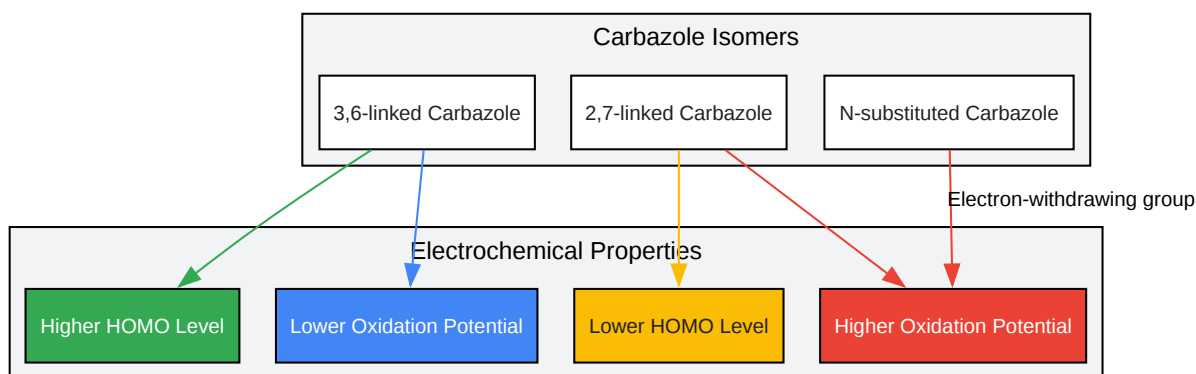 Carbazole Isomers
3,6-linked Carbazole
2,7-linked Carbazole
N-substituted Carbazole
Electron-withdrawing group
Electrochemical Properties
Higher HOMO Level
Lower Oxidation Potential
Lower HOMO Level
Higher Oxidation Potential